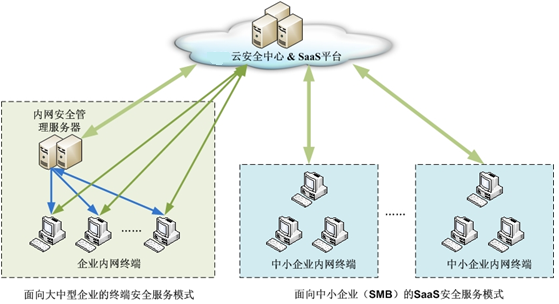 云安全中心 & SaaS平台
内网安全管
理服务器
......
企业内网终端
中小企业内网终端
......
中小企业内网终端
面向大中型企业的终端安全服务模式
面向中小企业（SMB）的SaaS安全服务模式